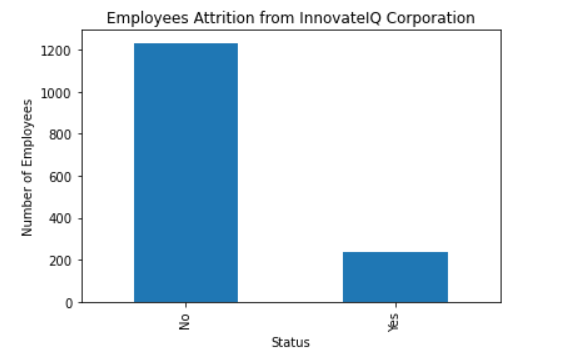 Employees Attrition from InnovateIQ Corporation
Number of Employees
1200
1000
800
600
400
200
0
No
Yes
Status